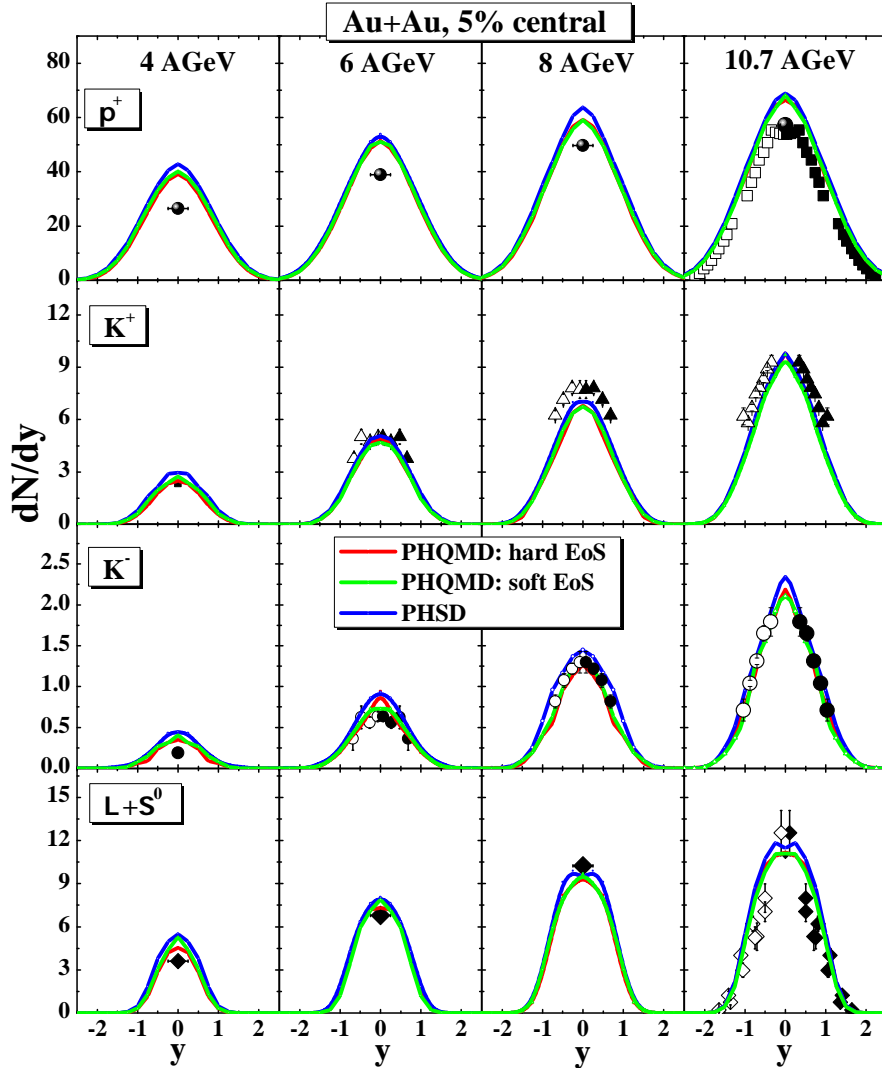 Au+Au, 5% central
4 AGeV 6 AGeV 8 AGeV 10.7 AGeV
80
60
40
20
0
p⁺
12
9
6
3
0
K⁺
dN/dy
2.5
2.0
1.5
1.0
0.5
0.0
K⁻
PHQMD: hard EoS
PHQMD: soft EoS
PHSD
15
12
9
6
3
0
L+S⁰
-2 -1 0 1 2 -2 -1 0 1 2 -2 -1 0 1 2 -2 -1 0 1 2
y y y y